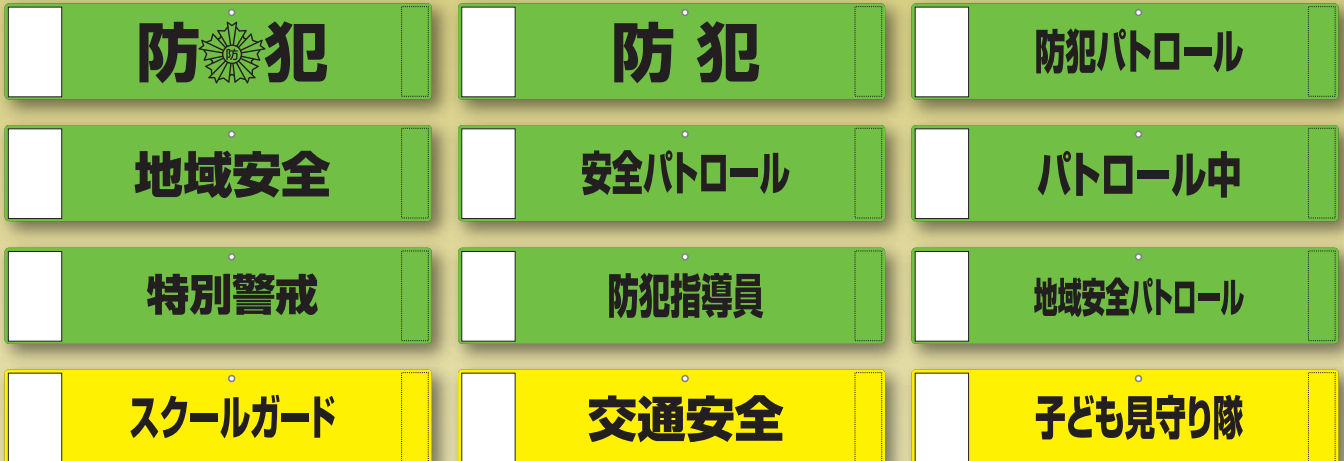 防防犯
防 犯
防犯パトロール
地域安全
安全パトロール
パトロール中
特別警戒
防犯指導員
地域安全パトロール
スクールガード
交通安全
子ども見守り隊